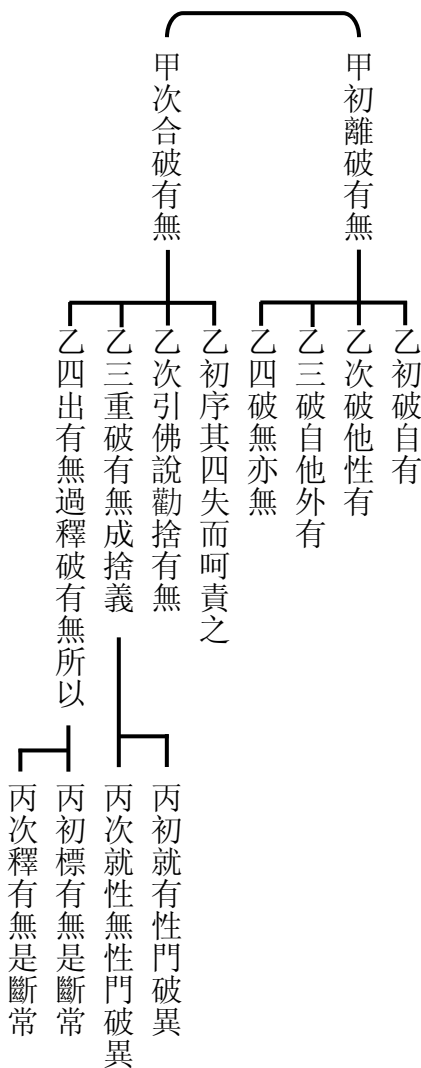 甲初離破有無
乙初破自有
乙次破他性有
乙三破自他外有
乙四破無亦無
甲次合破有無
乙初序其四失而呵責之
乙次引佛說勸捨有無
乙三重破有無成捨義
丙初就有性門破異
丙次就性無性門破異
乙四出有無過釋破有無所以
丙初標有無是斷常
丙次釋有無是斷常